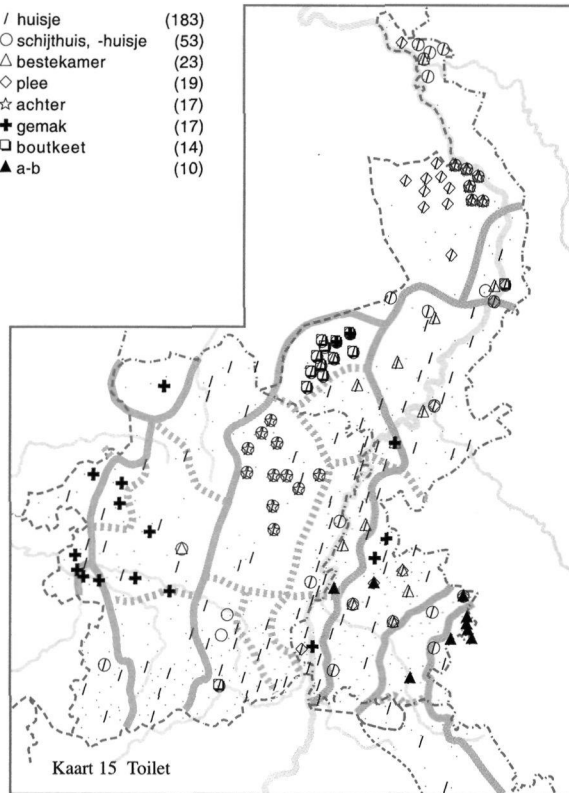 huisje (183)
schijthuis, -huisje (53)
bestekamer (23)
plee (19)
achter (17)
gemak (17)
boutkeet (14)
a-b (10)
Kaart 15 Toilet